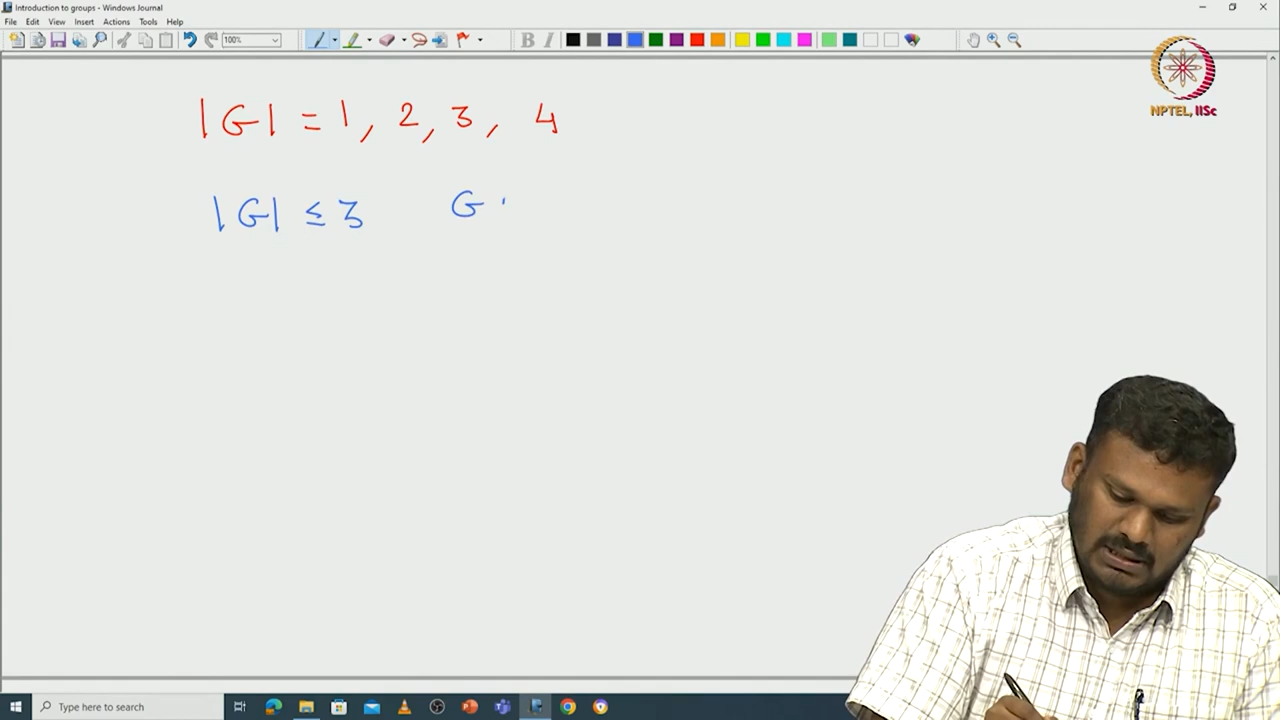 Introduction to groups - Windows Journal
File Edit View Insert Actions Tools Help
100%
B I
NPTEL, IISc
|G| = 1, 2, 3, 4
|G| ≤ 3 G
Type here to search